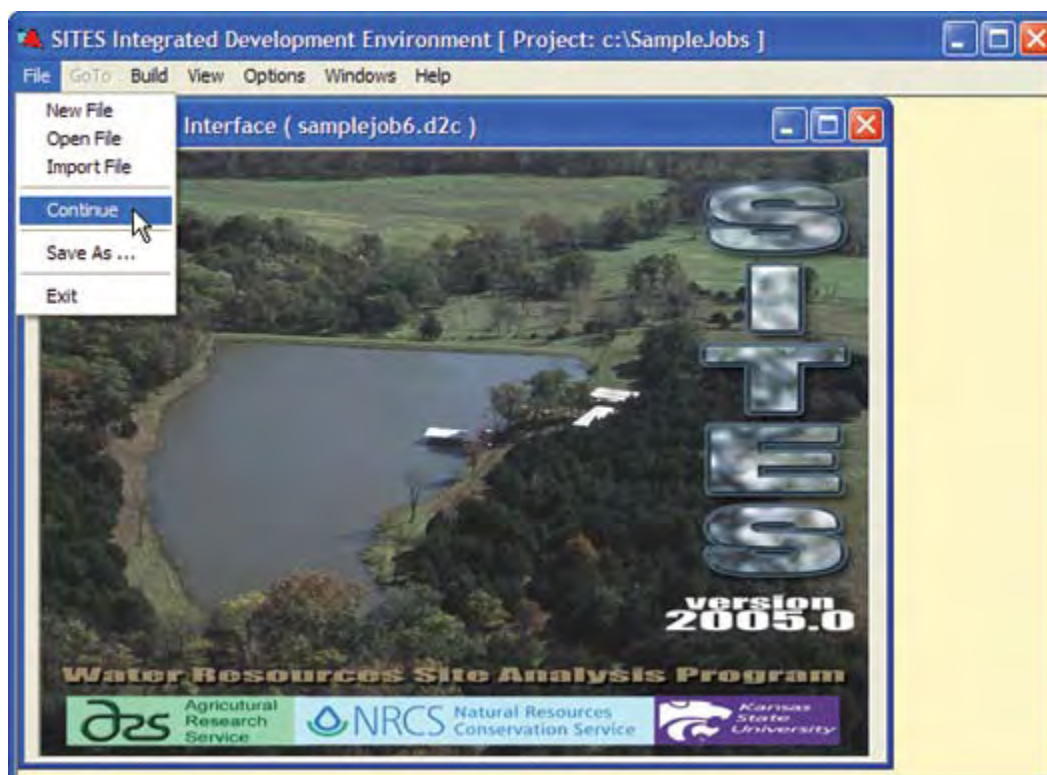 SITES Integrated Development Environment [ Project: c:\SampleJobs ]
File GoTo Build View Options Windows Help
New File
Open File
Import File
Continue
Save As ...
Exit
Interface ( samplejob6.d2c )
SITES
version
2005.0
Water Resources Site Analysis Program
ars
Agricutural
Research
Service
NRCS
Natural Resources
Conservation Service
Kansas
State
University